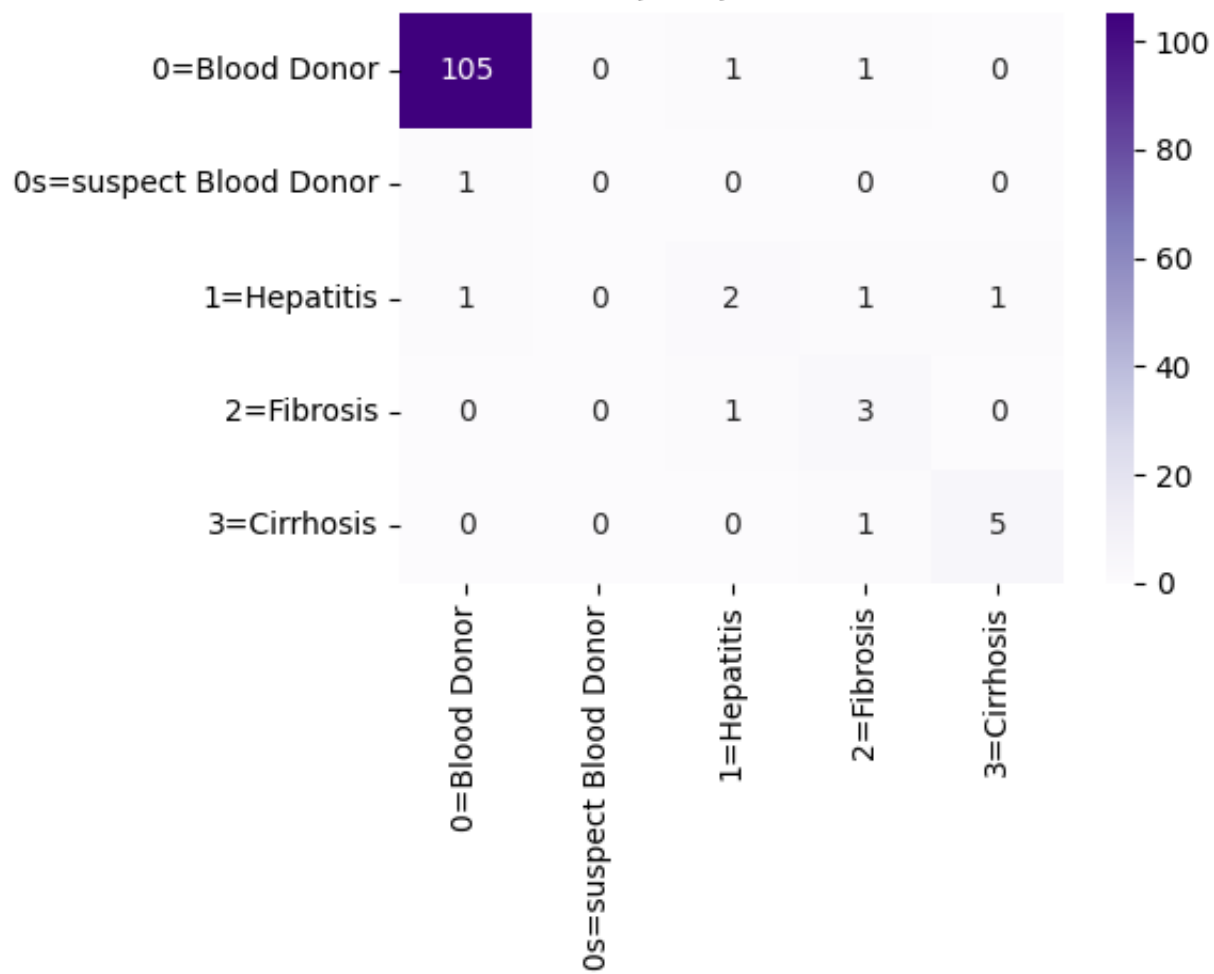 0=Blood Donor 105 0 1 1 0
0s=suspect Blood Donor 1 0 0 0 0
1=Hepatitis 1 0 2 1 1
2=Fibrosis 0 0 1 3 0
3=Cirrhosis 0 0 0 1 5
0=Blood Donor
0s=suspect Blood Donor
1=Hepatitis
2=Fibrosis
3=Cirrhosis
100
80
60
40
20
0